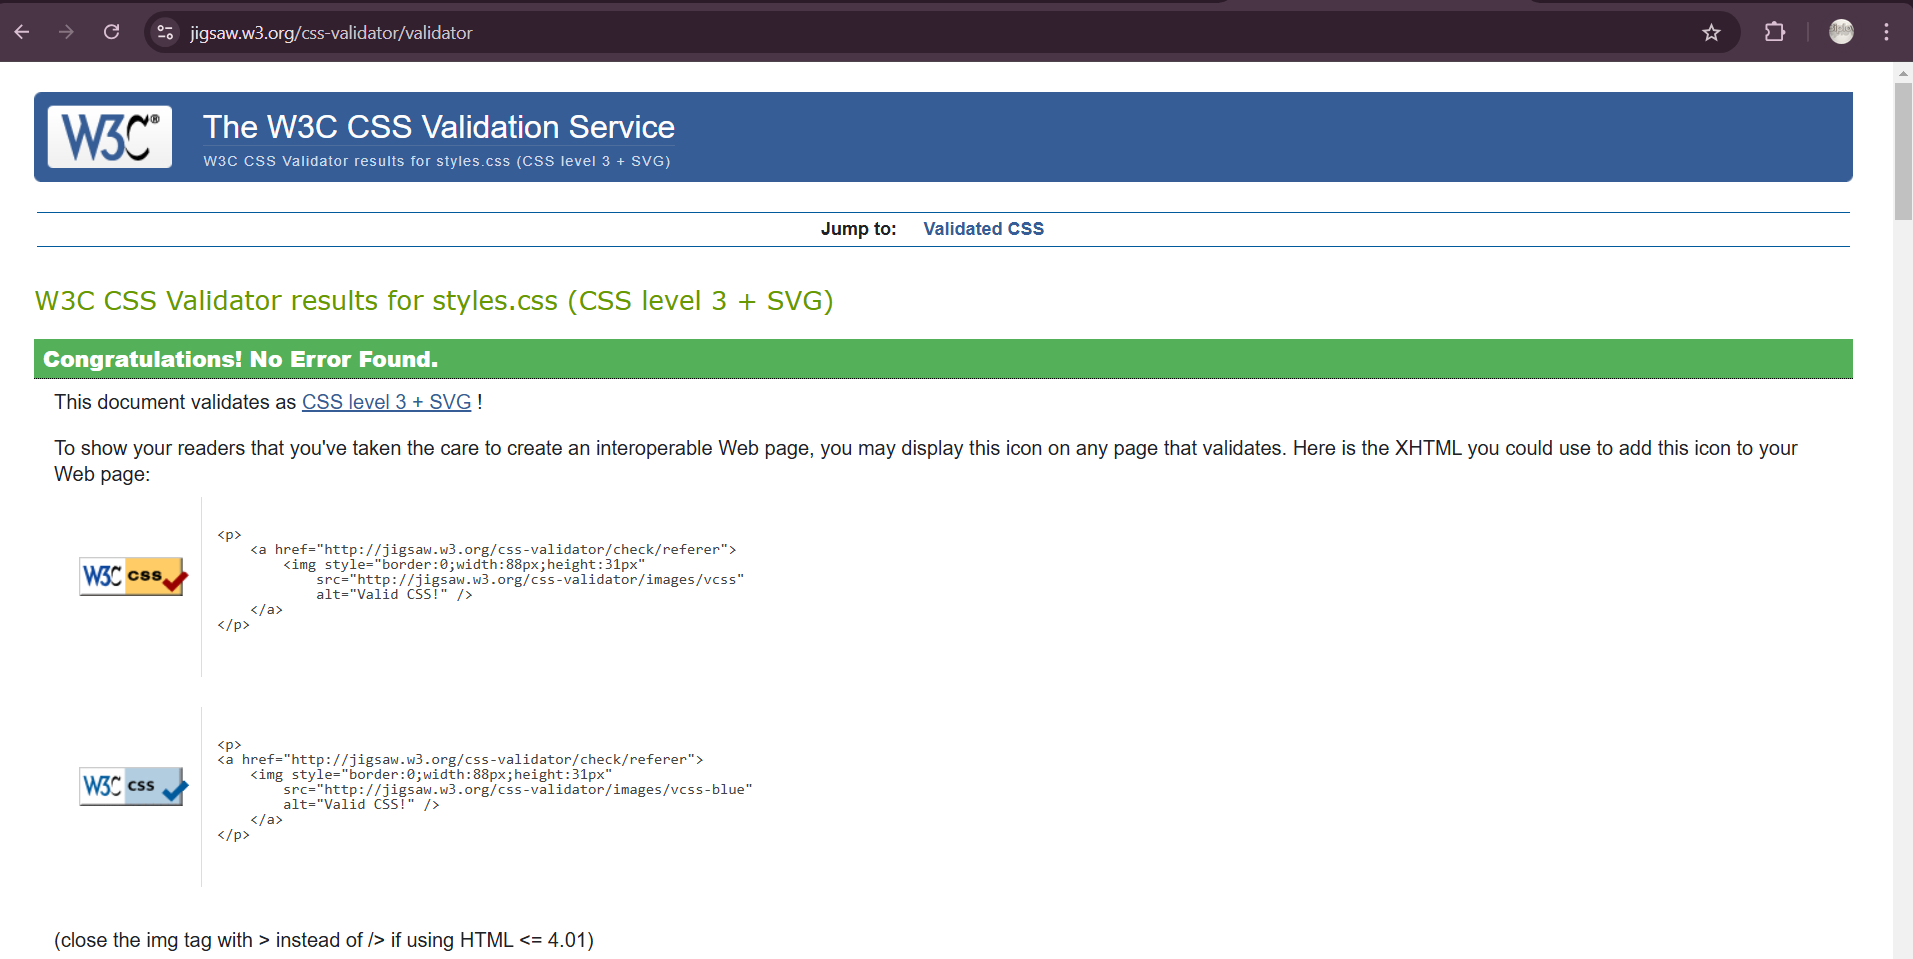 jigsaw.w3.org/css-validator/validator
W3C®
The W3C CSS Validation Service
W3C CSS Validator results for styles.css (CSS level 3 + SVG)
Jump to: Validated CSS
W3C CSS Validator results for styles.css (CSS level 3 + SVG)
Congratulations! No Error Found.
This document validates as CSS level 3 + SVG !
To show your readers that you've taken the care to create an interoperable Web page, you may display this icon on any page that validates. Here is the XHTML you could use to add this icon to your
Web page:
W3C css
<p>
<a href="http://jigsaw.w3.org/css-validator/check/referer">
<img style="border:0;width:88px;height:31px"
src="http://jigsaw.w3.org/css-validator/images/vcss"
alt="Valid CSS!" />
</a>
</p>
W3C css
<p>
<a href="http://jigsaw.w3.org/css-validator/check/referer">
<img style="border:0;width:88px;height:31px"
src="http://jigsaw.w3.org/css-validator/images/vcss-blue"
alt="Valid CSS!" />
</a>
</p>
(close the img tag with > instead of /> if using HTML <= 4.01)